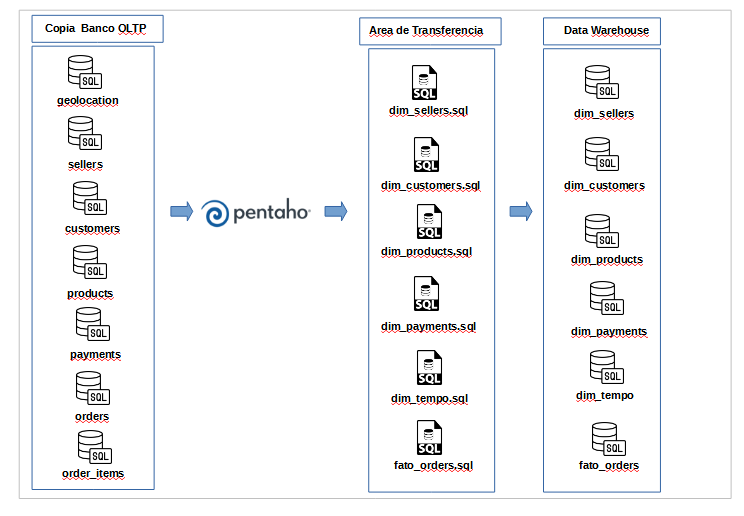 Copia Banco OLTP
SQL
geolocation
SQL
sellers
SQL
customers
SQL
products
SQL
payments
SQL
orders
SQL
order_items
pentaho
Area de Transferencia
SQL
dim_sellers.sql
SQL
dim_customers.sql
SQL
dim_products.sql
SQL
dim_payments.sql
SQL
dim_tempo.sql
SQL
fato_orders.sql
Data Warehouse
SQL
dim_sellers
SQL
dim_customers
SQL
dim_products
SQL
dim_payments
SQL
dim_tempo
SQL
fato_orders